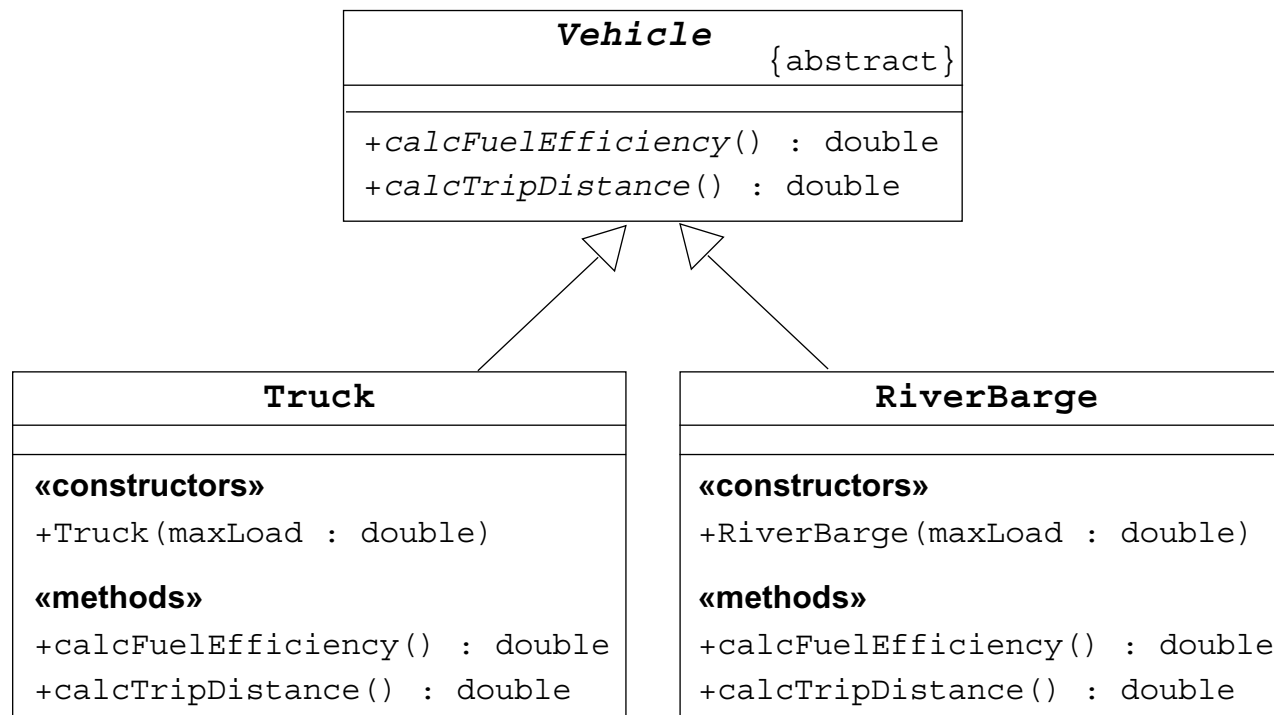 Vehicle
{abstract}
+calcFuelEfficiency() : double
+calcTripDistance() : double
Truck
«constructors»
+Truck(maxLoad : double)
«methods»
+calcFuelEfficiency() : double
+calcTripDistance() : double
RiverBarge
«constructors»
+RiverBarge(maxLoad : double)
«methods»
+calcFuelEfficiency() : double
+calcTripDistance() : double